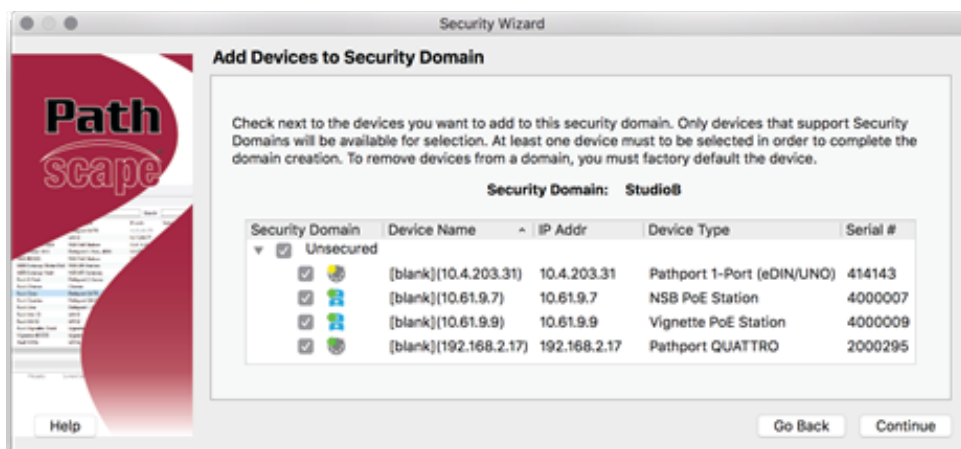 Security Wizard
Add Devices to Security Domain
Path
scape
Check next to the devices you want to add to this security domain. Only devices that support Security
Domains will be available for selection. At least one device must to be selected in order to complete the
domain creation. To remove devices from a domain, you must factory default the device.
Security Domain: StudioB
Security Domain Device Name IP Addr Device Type Serial #
Unsecured
[blank](10.4.203.31) 10.4.203.31 Pathport 1-Port (eDIN/UNO) 414143
[blank](10.61.9.7) 10.61.9.7 NSB PoE Station 4000007
[blank](10.61.9.9) 10.61.9.9 Vignette PoE Station 4000009
[blank](192.168.2.17) 192.168.2.17 Pathport QUATTRO 2000295
Help Go Back Continue